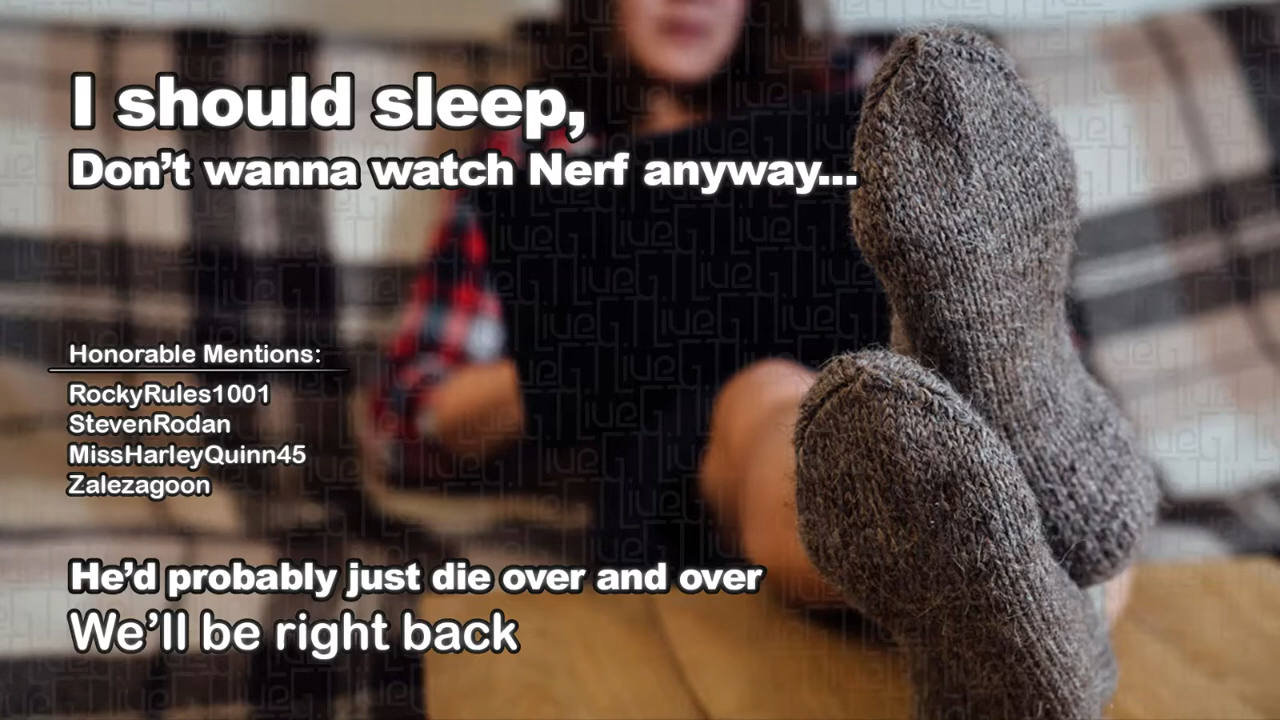 I should sleep,
Don't wanna watch Nerf anyway...
Honorable Mentions:
RockyRules1001
StevenRodan
MissHarleyQuinn45
Zalezagoon
He'd probably just die over and over
We'll be right back